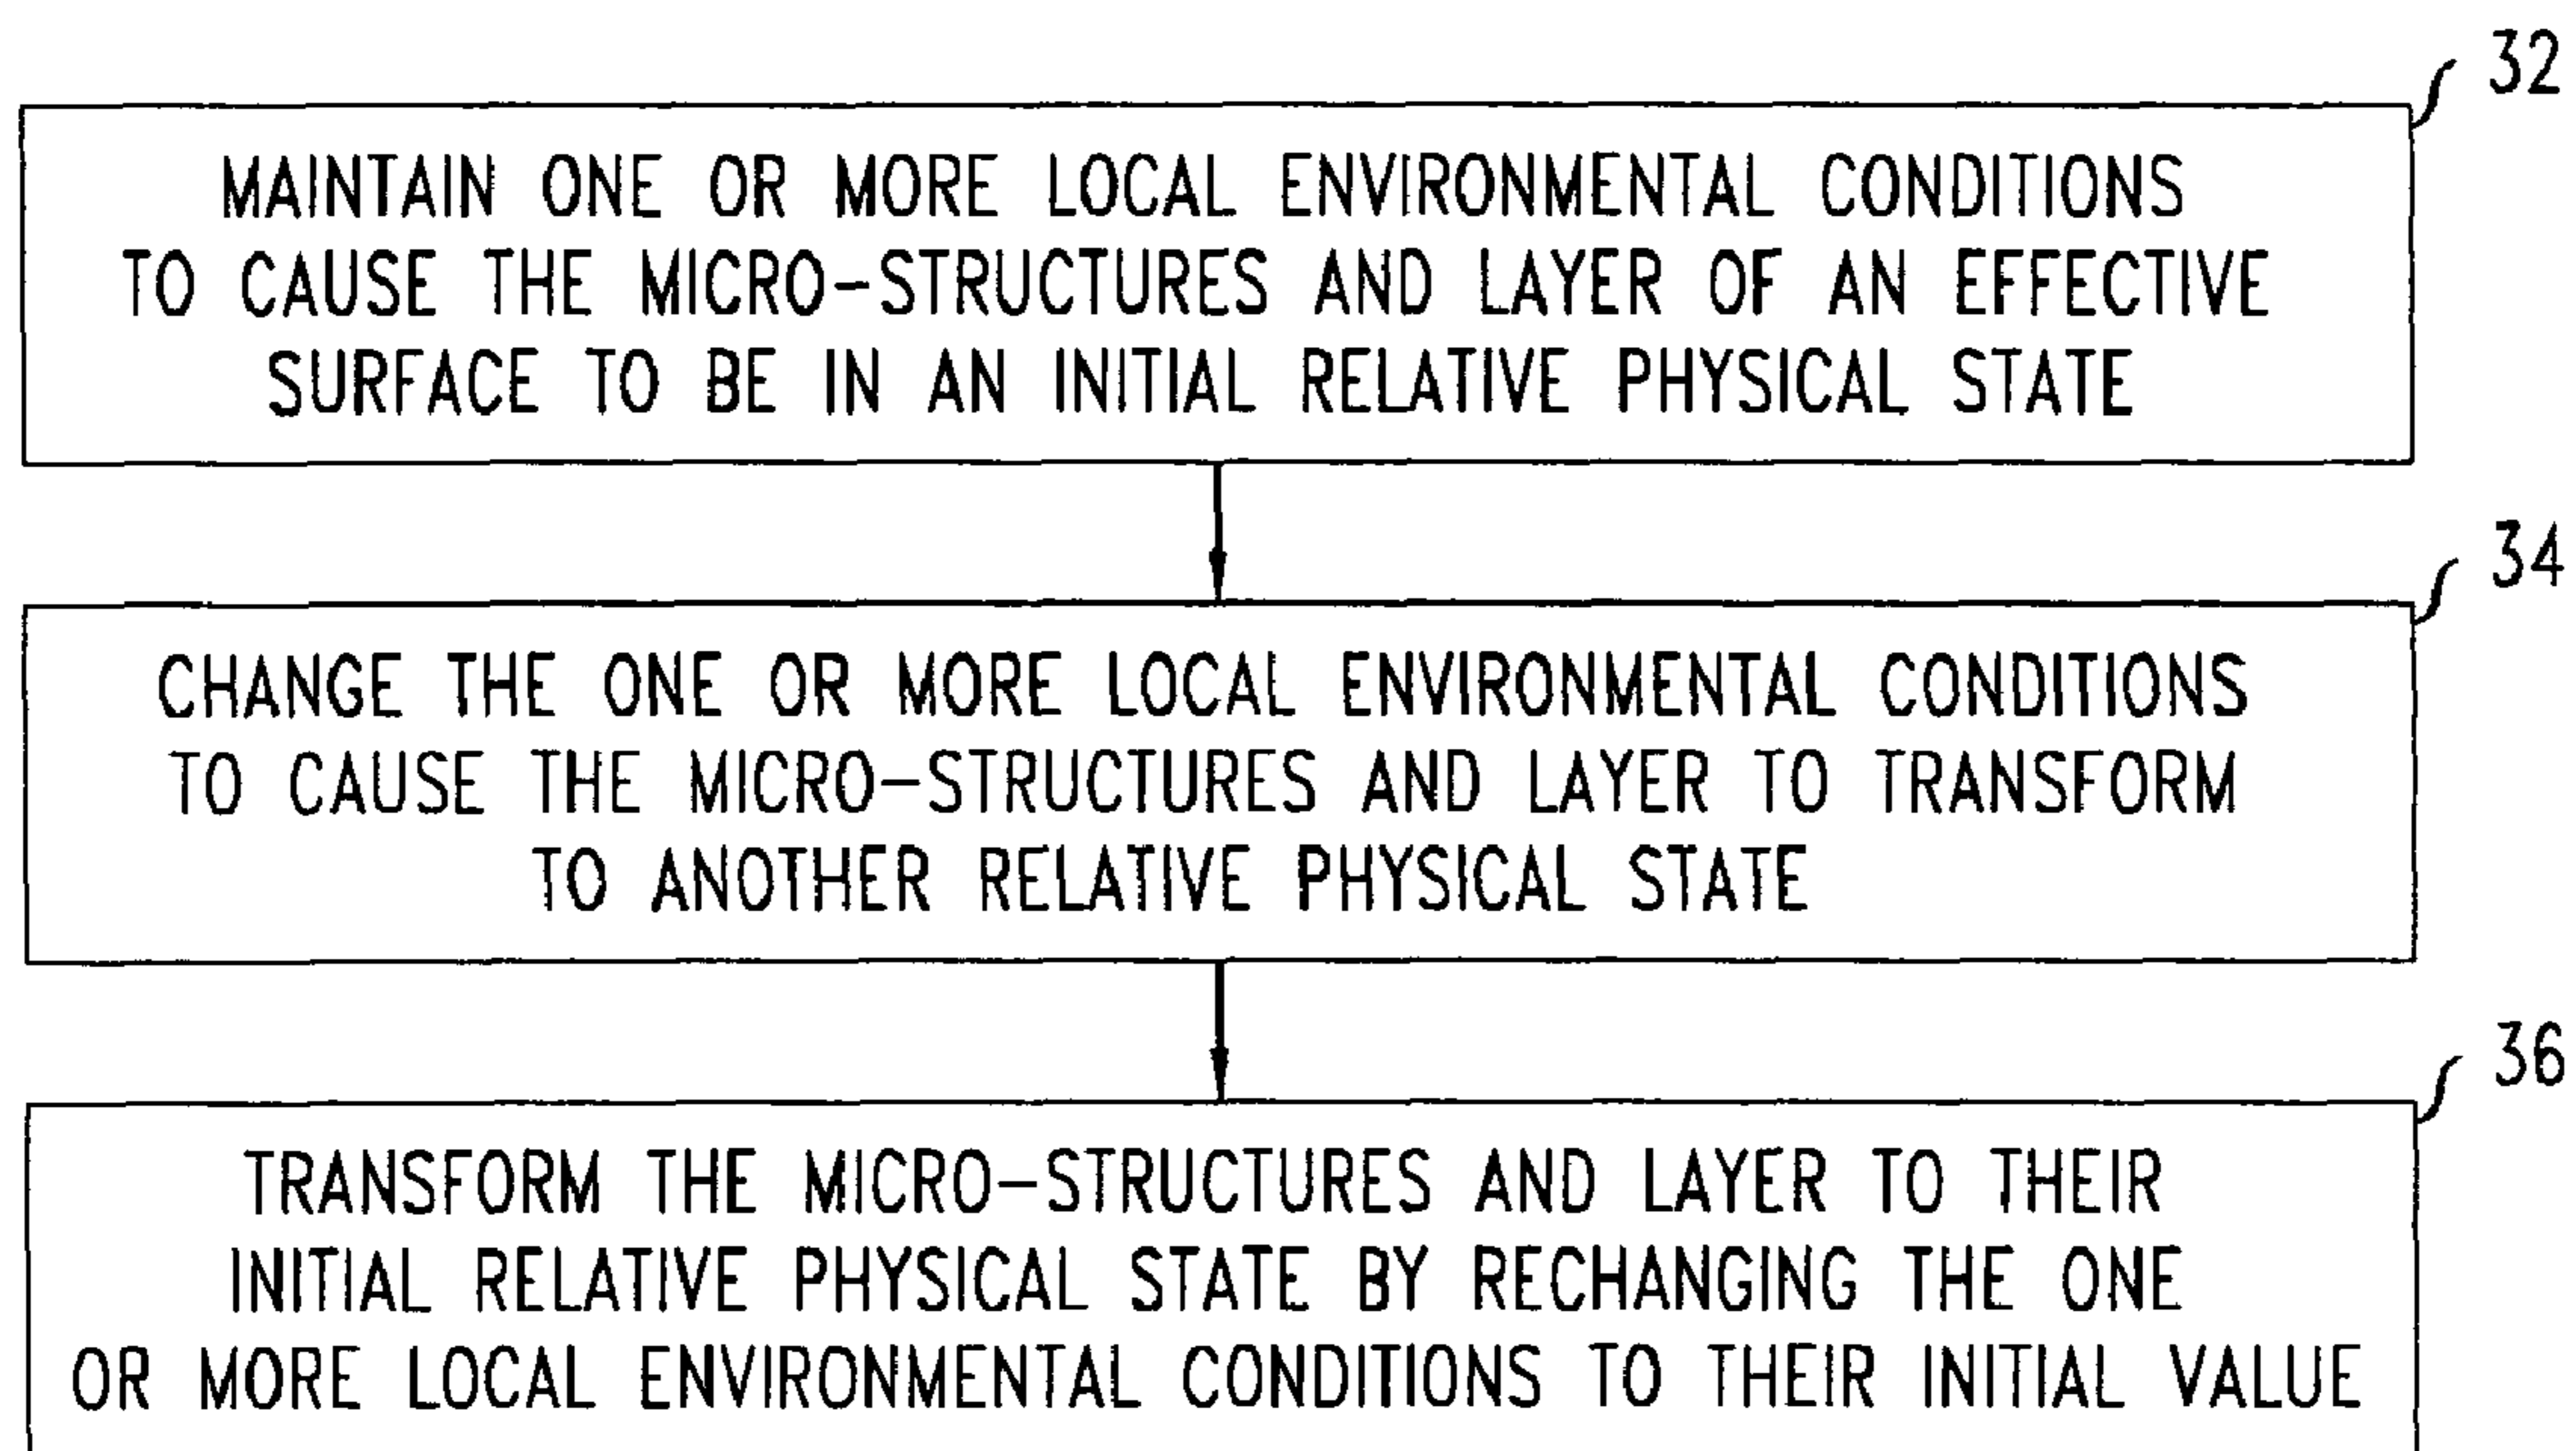 32
MAINTAIN ONE OR MORE LOCAL ENVIRONMENTAL CONDITIONS
TO CAUSE THE MICRO-STRUCTURES AND LAYER OF AN EFFECTIVE
SURFACE TO BE IN AN INITIAL RELATIVE PHYSICAL STATE
34
CHANGE THE ONE OR MORE LOCAL ENVIRONMENTAL CONDITIONS
TO CAUSE THE MICRO-STRUCTURES AND LAYER TO TRANSFORM
TO ANOTHER RELATIVE PHYSICAL STATE
36
TRANSFORM THE MICRO-STRUCTURES AND LAYER TO THEIR
INITIAL RELATIVE PHYSICAL STATE BY RECHANGING THE ONE
OR MORE LOCAL ENVIRONMENTAL CONDITIONS TO THEIR INITIAL VALUE